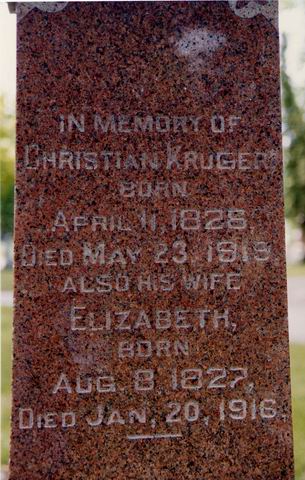 IN MEMORY OF
CHRISTIAN KRUGER
BORN
APRIL 11, 1828
DIED MAY 23, 1919.
ALSO HIS WIFE
ELIZABETH,
BORN
AUG. 8, 1827,
DIED JAN, 20, 1916.